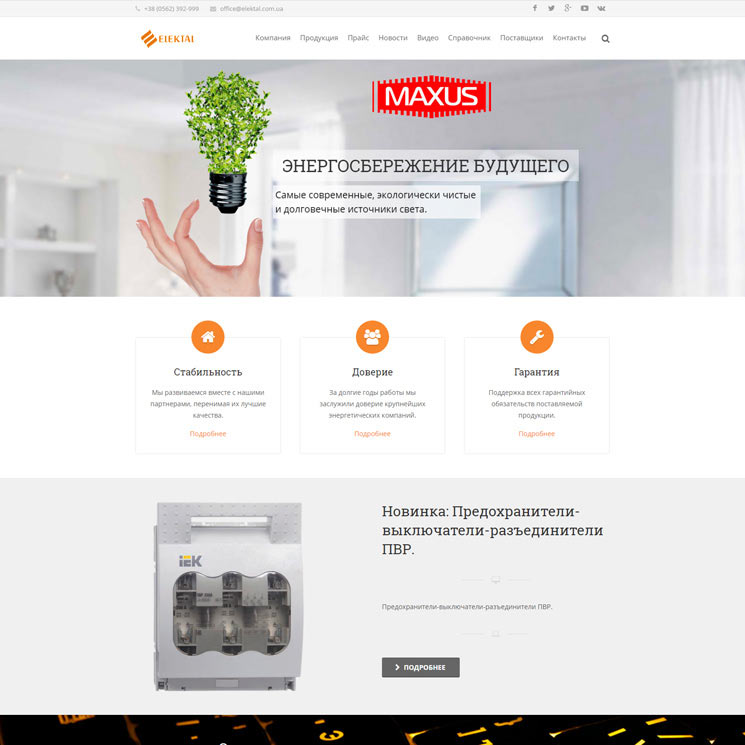 +38 (0562) 392-999 office@elektal.com.ua
ELEKTAL
Компания Продукция Прайс Новости Видео Справочник Поставщики Контакты
MAXUS
ЭНЕРГОСБЕРЕЖЕНИЕ БУДУЩЕГО
Самые современные, экологически чистые
и долговечные источники света.
Стабильность
Мы развиваемся вместе с нашими
партнерами, перенимая их лучшие
качества.
Подробнее
Доверие
За долгие годы работы мы
заслужили доверие крупнейших
энергетических компаний.
Подробнее
Гарантия
Поддержка всех гарантийных
обязательств поставляемой
продукции.
Подробнее
iEK
Новинка: Предохранители-
выключатели-разъединители
ПВР.
Предохранители-выключатели-разъединители ПВР.
ПОДРОБНЕЕ